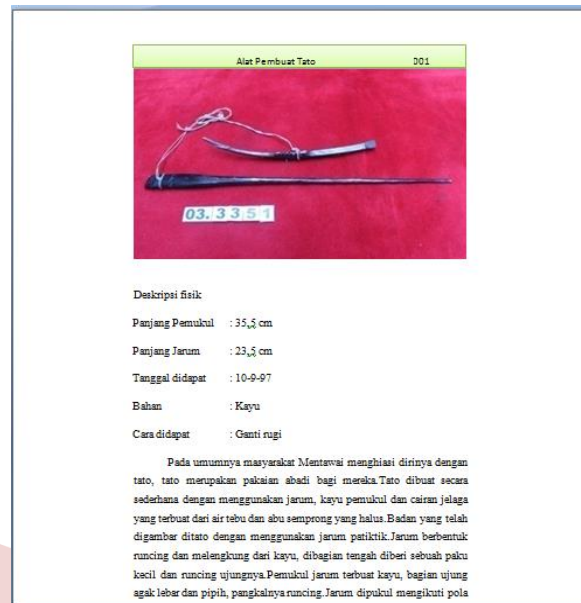 Alat Pembuat Tato 001
03. 3351
Deskripsi fisik
Panjang Pemukul : 35,5 cm
Panjang Jarum : 23,5 cm
Tanggal didapat : 10-9-97
Bahan : Kayu
Cara didapat : Ganti rugi
Pada umumnya masyarakat Mentawai menghiasi dirinya dengan
tato, tato merupakan pakaian abadi bagi mereka.Tato dibuat secara
sederhana dengan menggunakan jarum, kayu pemukul dan cairan jelaga
yang terbuat dari air tebu dan abu semprong yang halus.Badan yang telah
digambar ditato dengan menggunakan jarum patiktik.Jarum berbentuk
runcing dan melengkung dari kayu, dibagian tengah diberi sebuah paku
kecil dan runcing ujungnya.Pemukul jarum terbuat kayu, bagian ujung
agak lebar dan pipih, pangkalnya runcing.Jarum dipukul mengikuti pola